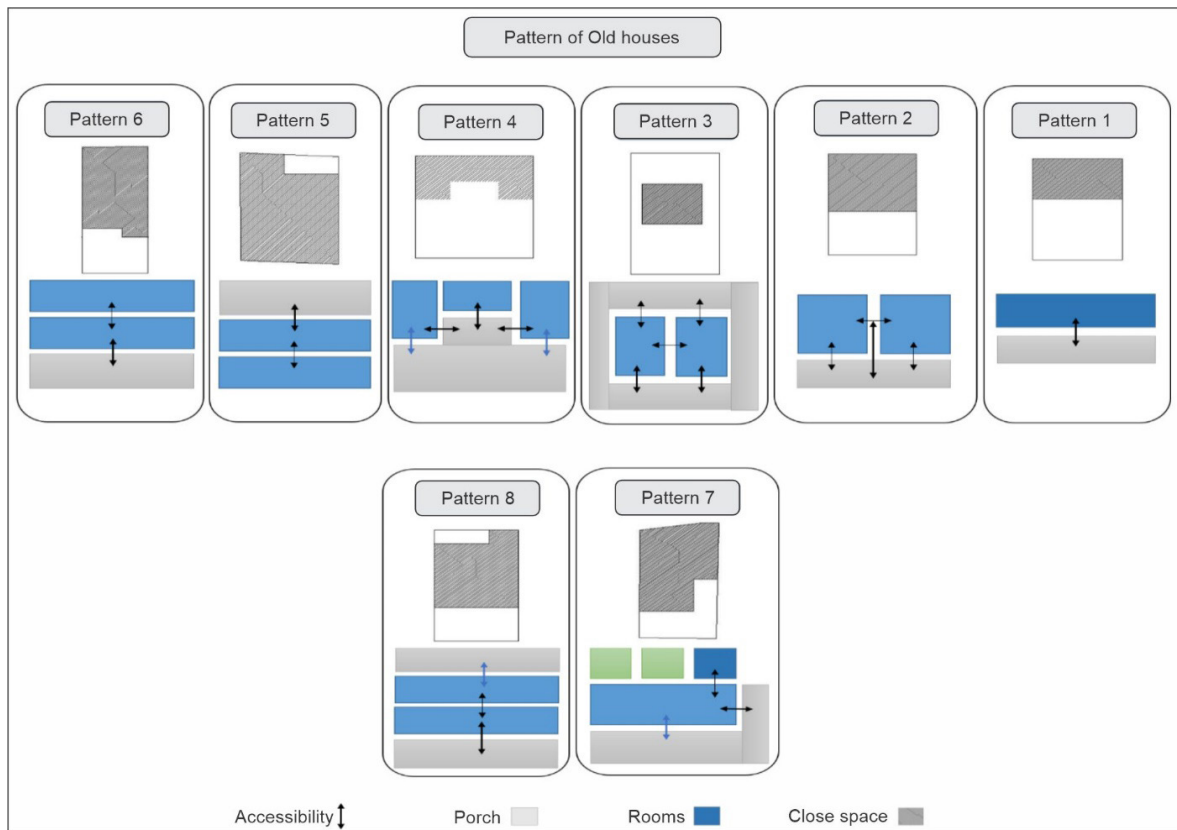 Pattern of Old houses
Pattern 6
Pattern 5
Pattern 4
Pattern 3
Pattern 2
Pattern 1
Pattern 8
Pattern 7
Accessibility
Porch
Rooms
Close space